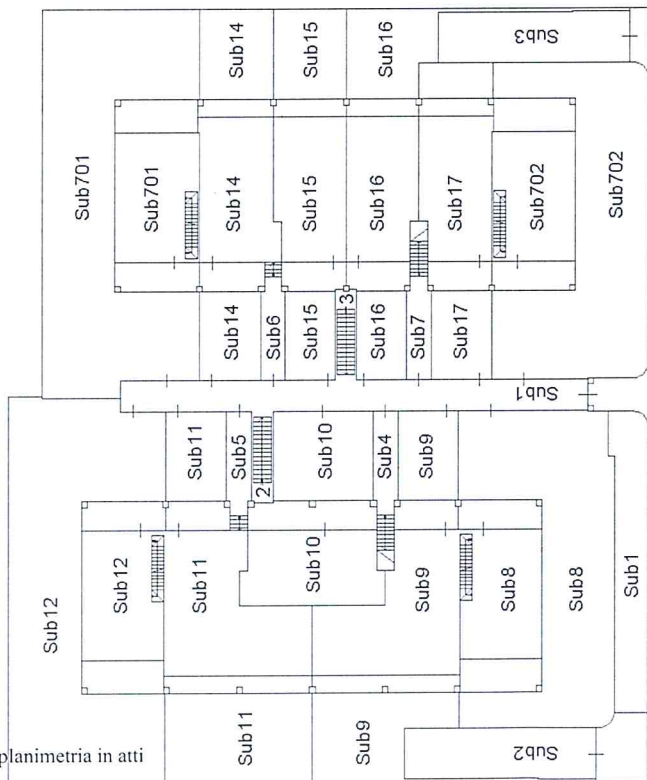 Sub14
Sub15
Sub16
Sub3
Sub701
Sub701
Sub14
Sub15
Sub16
Sub17
Sub702
Sub702
Sub14
Sub6
Sub15
3
Sub16
Sub7
Sub17
Sub1
Sub11
Sub5
2
Sub10
Sub4
Sub9
Sub12
Sub12
Sub11
Sub10
Sub9
Sub8
Sub8
Sub1
Sub11
Sub9
Sub2
planimetria in atti